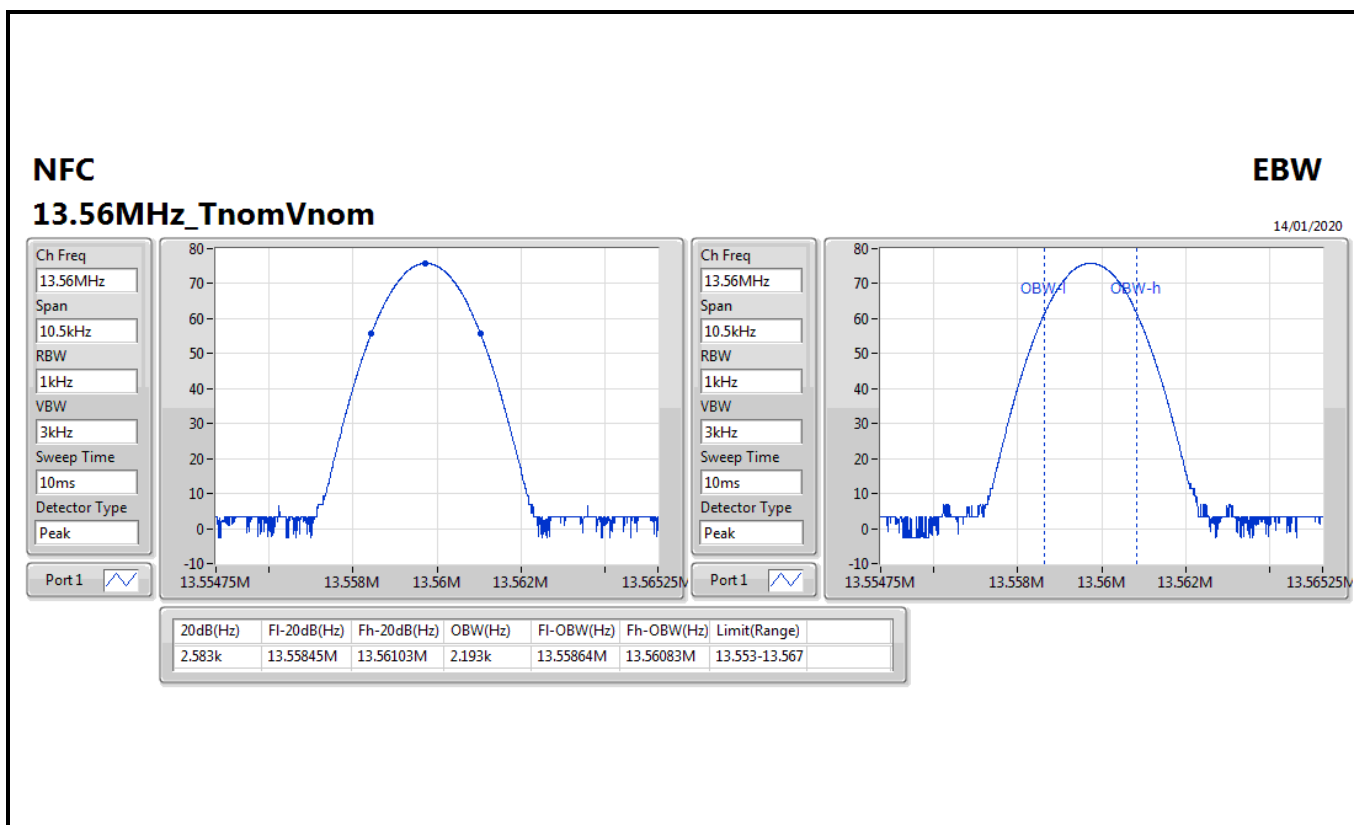 NFC
EBW
13.56MHz_TnomVnom
14/01/2020
Ch Freq
13.56MHz
Span
10.5kHz
RBW
1kHz
VBW
3kHz
Sweep Time
10ms
Detector Type
Peak
Port 1
80
70
60
50
40
30
20
10
0
-10
13.55475M 13.558M 13.56M 13.562M 13.56525M
Ch Freq
13.56MHz
Span
10.5kHz
RBW
1kHz
VBW
3kHz
Sweep Time
10ms
Detector Type
Peak
Port 1
80
70
60
50
40
30
20
10
0
-10
OBW-l OBW-h
13.55475M 13.558M 13.56M 13.562M 13.56525M
20dB(Hz) Fl-20dB(Hz) Fh-20dB(Hz) OBW(Hz) Fl-OBW(Hz) Fh-OBW(Hz) Limit(Range)
2.583k 13.55845M 13.56103M 2.193k 13.55864M 13.56083M 13.553-13.567